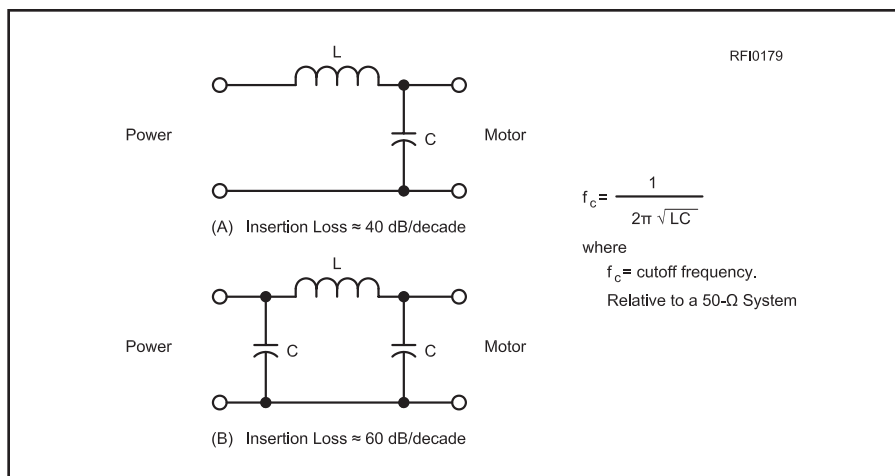 RFI0179
L
Power
C
Motor
(A) Insertion Loss ≈ 40 dB/decade
L
Power
C
C
Motor
(B) Insertion Loss ≈ 60 dB/decade
f_c = 1 / 2π √LC
where
f_c = cutoff frequency.
Relative to a 50-Ω System